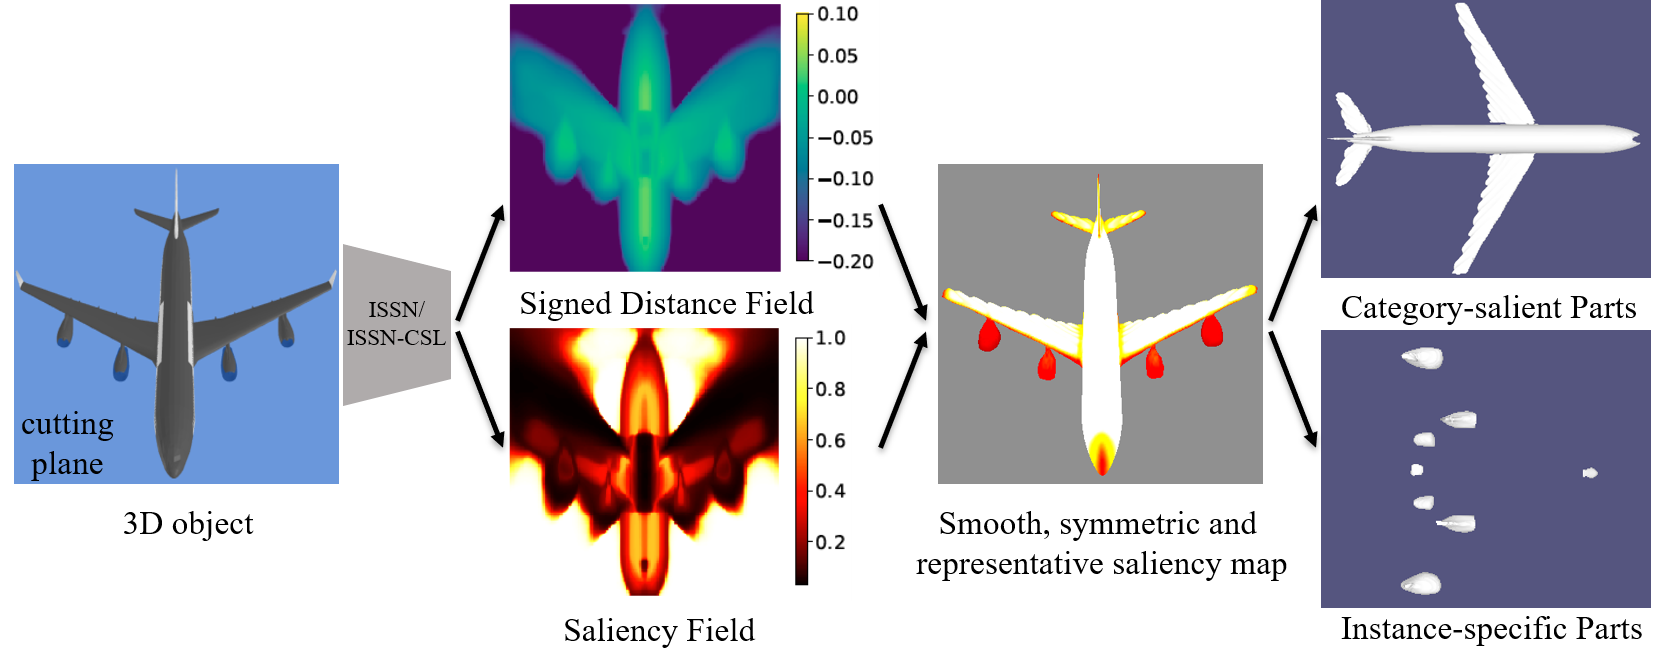 cutting
plane
3D object
ISSN/
ISSN-CSL
0.10
0.05
0.00
−0.05
−0.10
−0.15
−0.20
Signed Distance Field
1.0
0.8
0.6
0.4
0.2
Saliency Field
Smooth, symmetric and
representative saliency map
Category-salient Parts
Instance-specific Parts